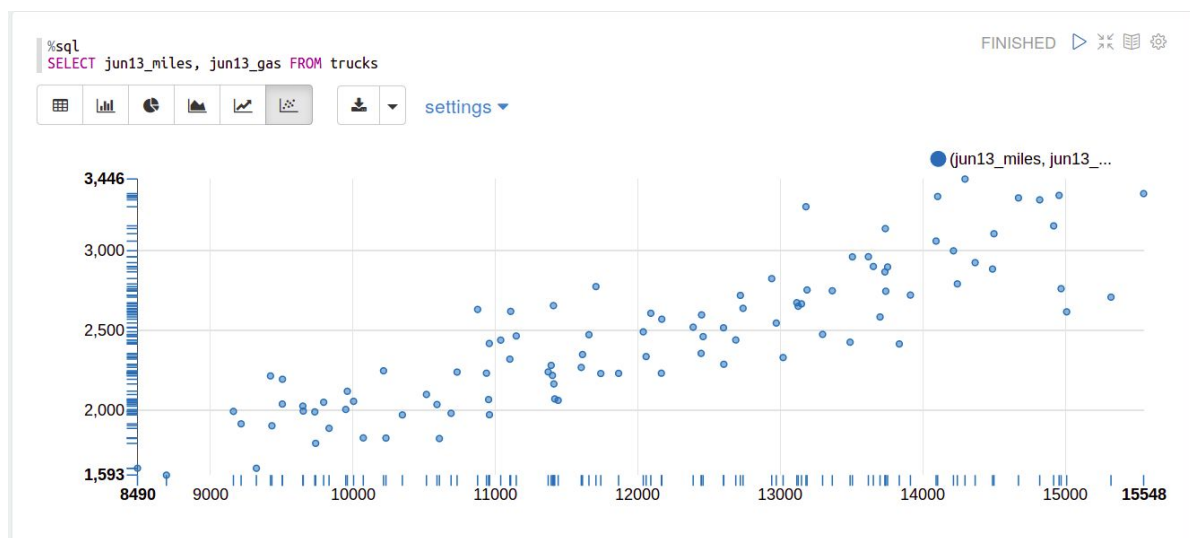 %sql
FINISHED
SELECT jun13_miles, jun13_gas FROM trucks
settings
(jun13_miles, jun13_...
3,446
3,000
2,500
2,000
1,593
8490 9000 10000 11000 12000 13000 14000 15000 15548